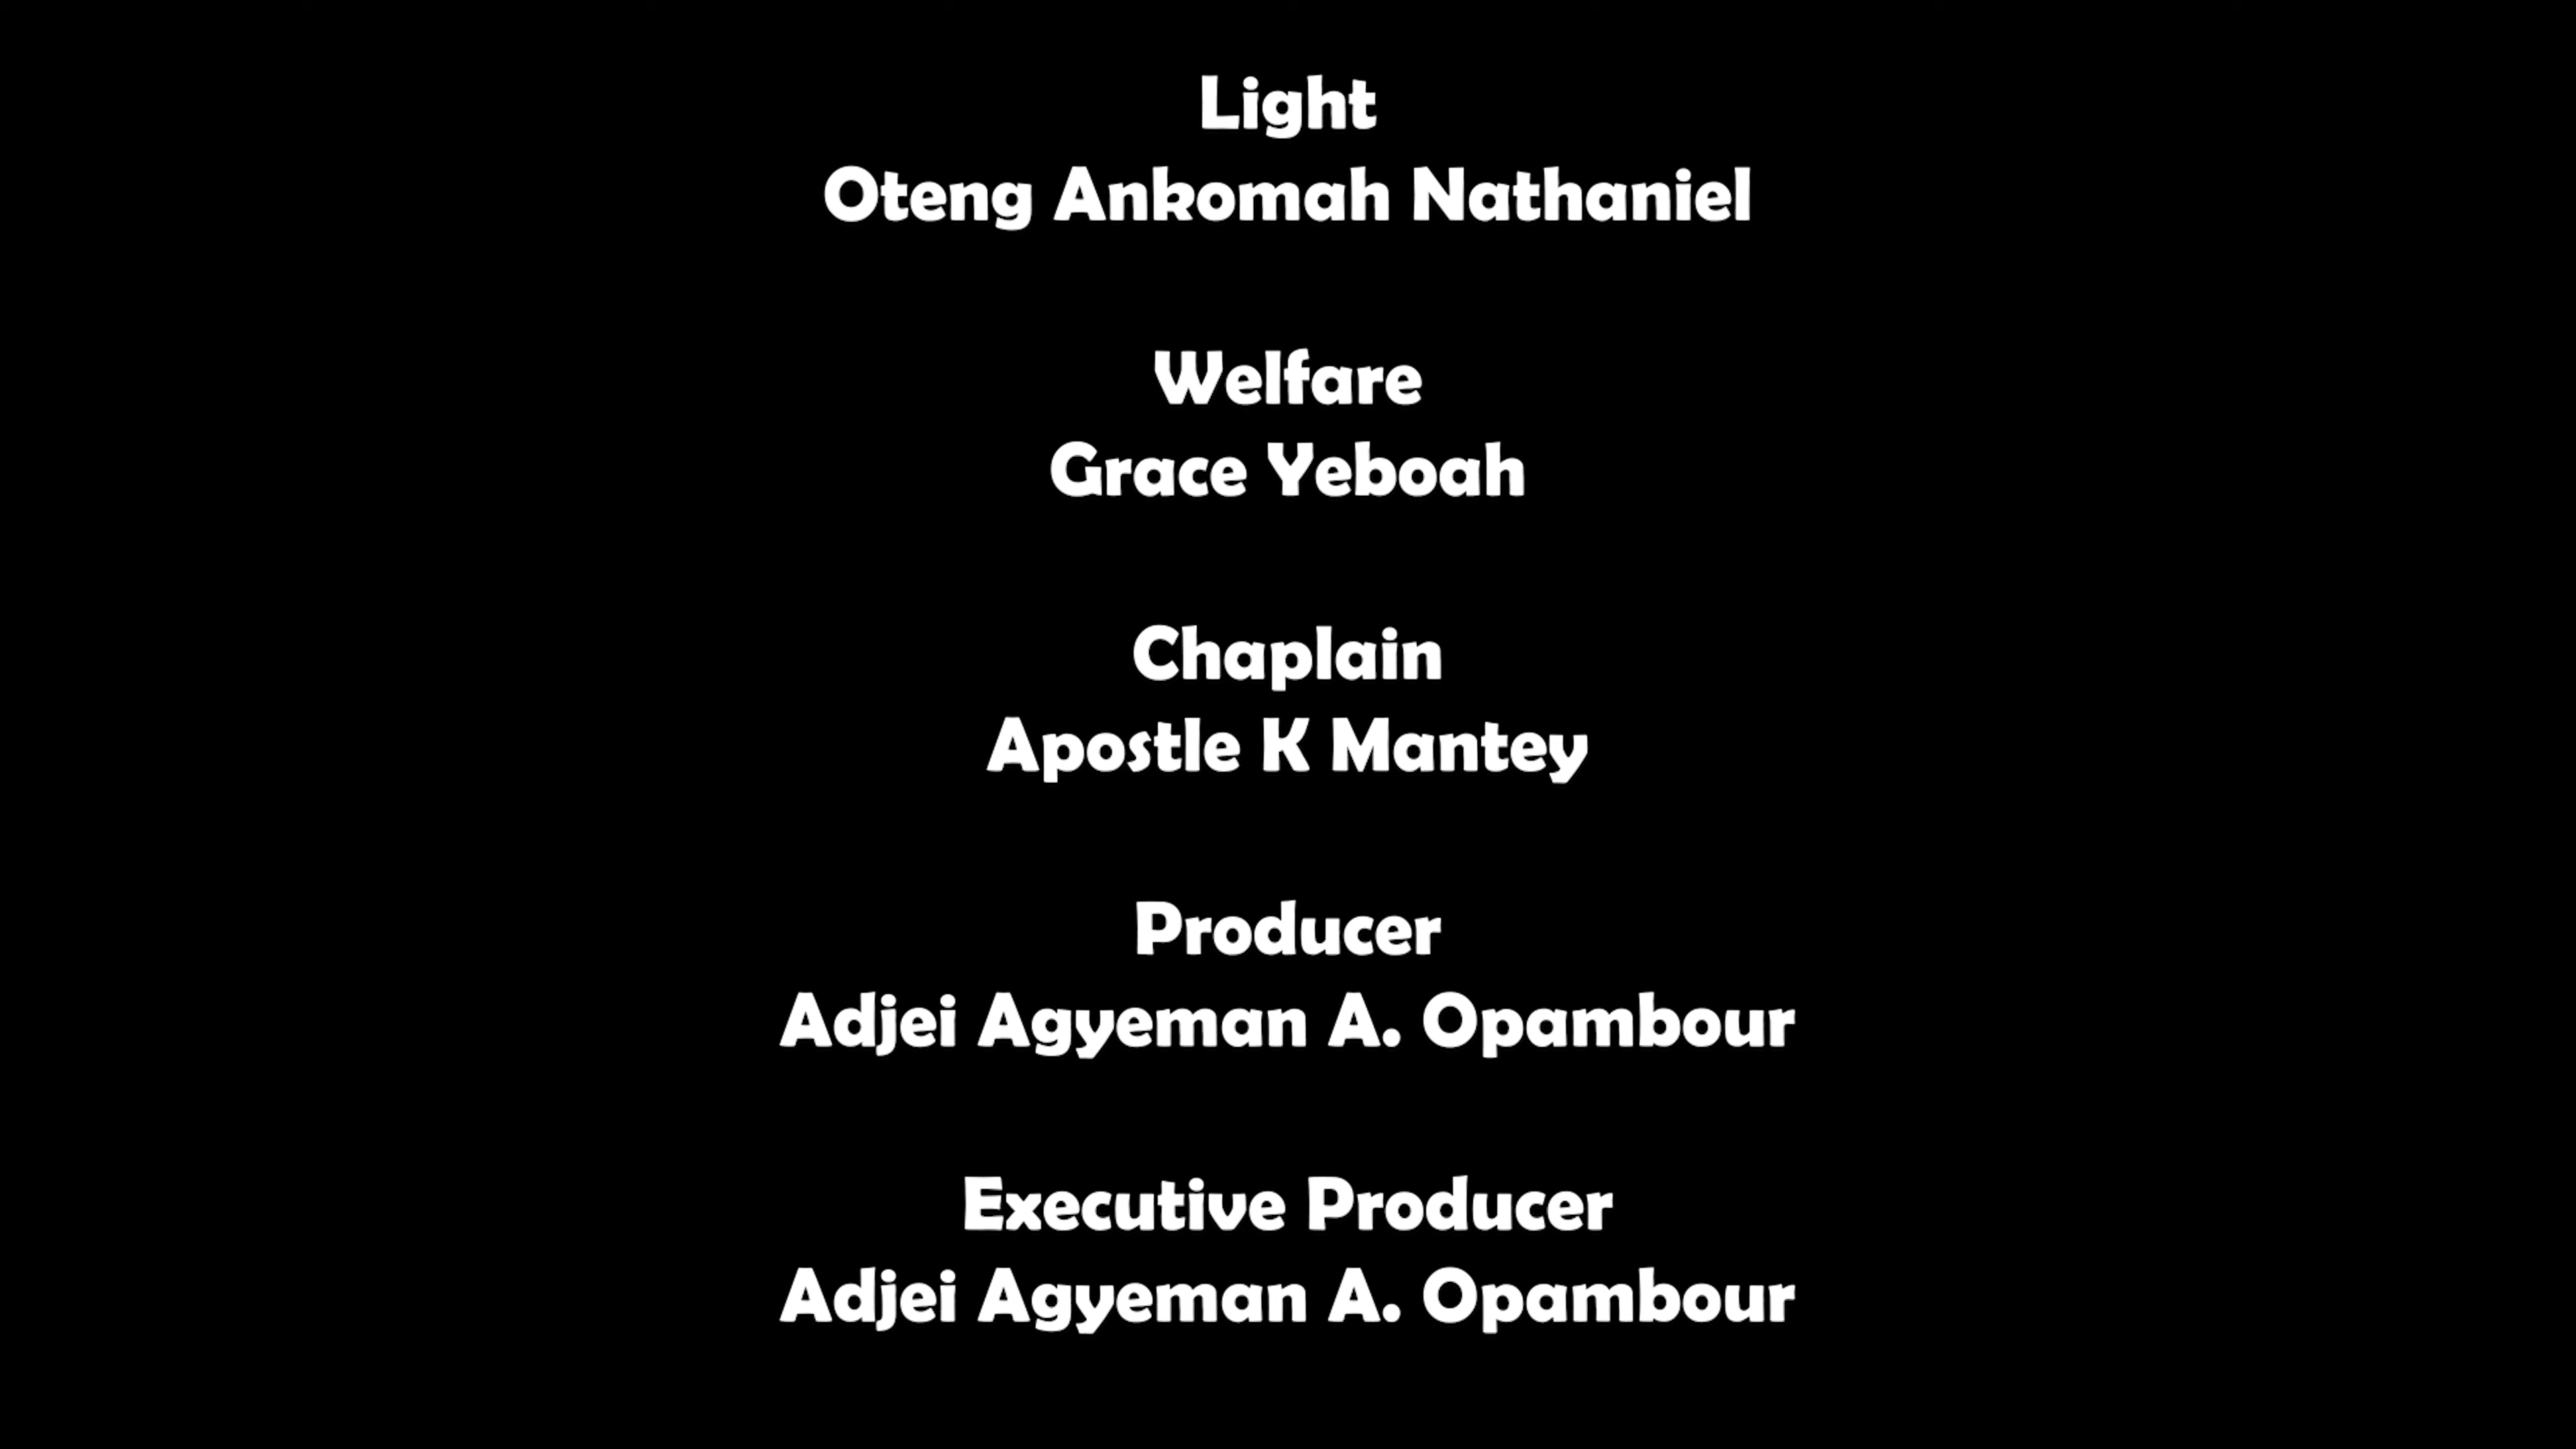 Light
Oteng Ankomah Nathaniel
Welfare
Grace Yeboah
Chaplain
Apostle K Mantey
Producer
Adjei Agyeman A. Opambour
Executive Producer
Adjei Agyeman A. Opambour